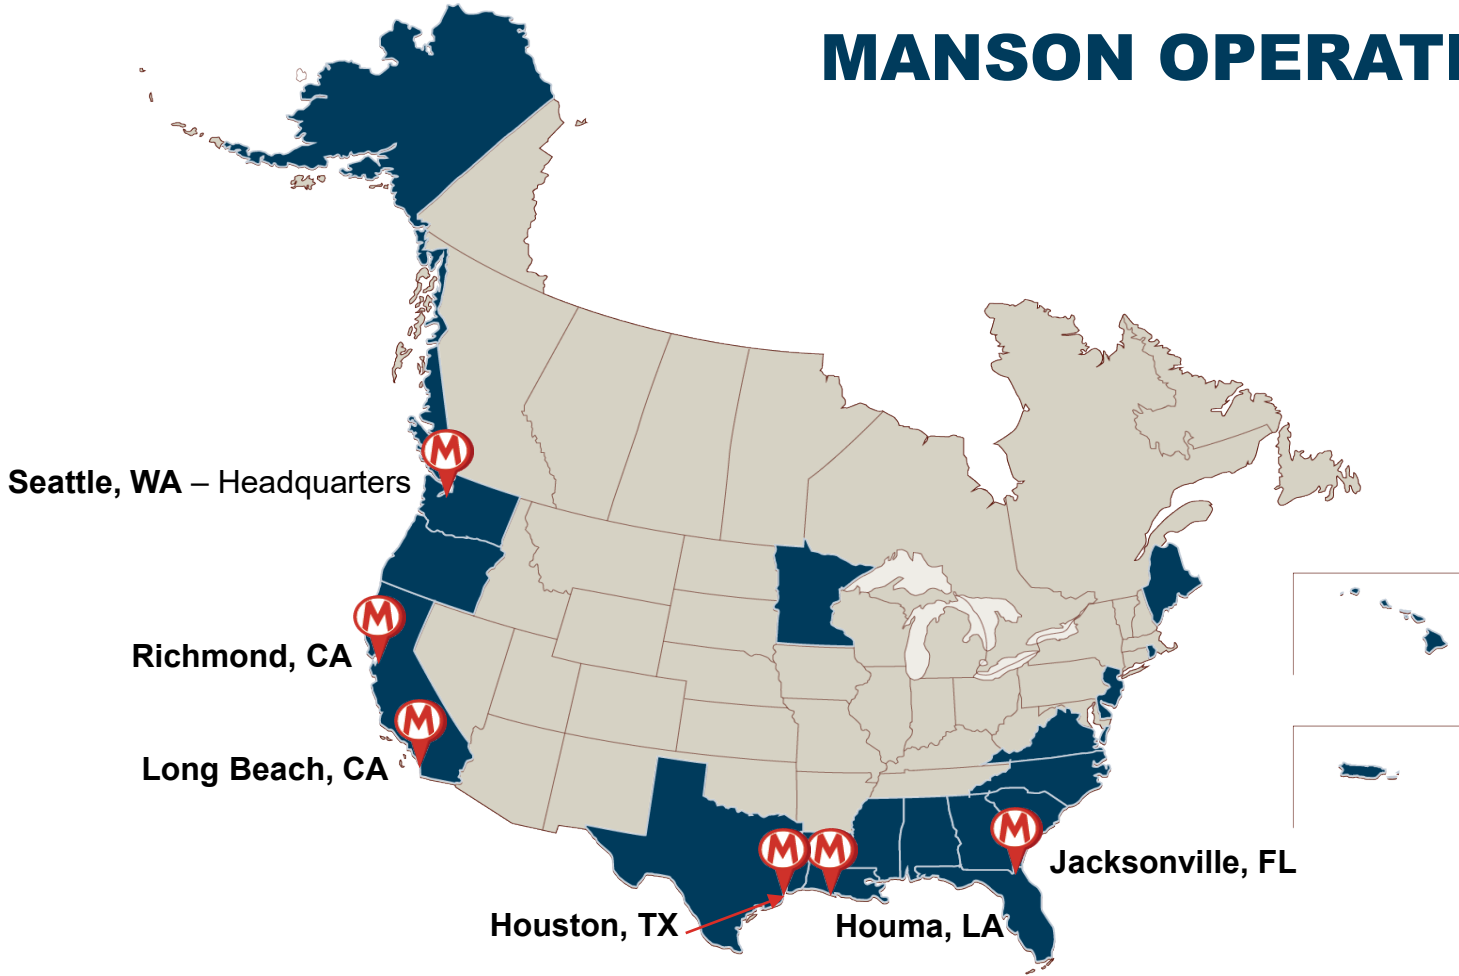 MANSON OPERATI
M
Seattle, WA – Headquarters
M
Richmond, CA
M
Long Beach, CA
M
M
M
Jacksonville, FL
Houston, TX
Houma, LA